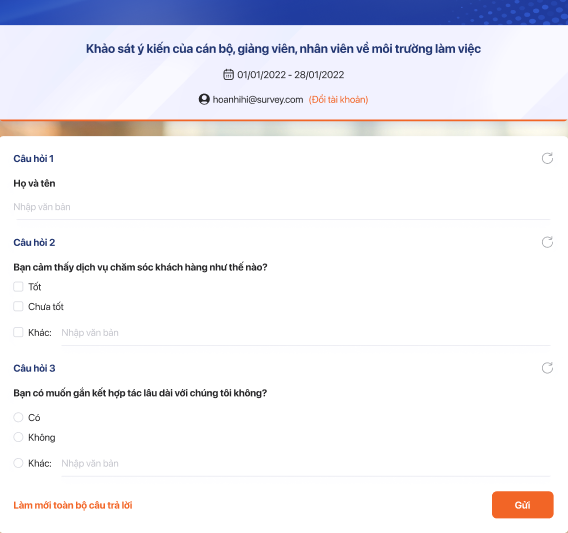 Khảo sát ý kiến của cán bộ, giảng viên, nhân viên về môi trường làm việc
01/01/2022 - 28/01/2022
hoanhihi@survey.com (Đổi tài khoản)
Câu hỏi 1
Họ và tên
Nhập văn bản
Câu hỏi 2
Bạn cảm thấy dịch vụ chăm sóc khách hàng như thế nào?
Tốt
Chưa tốt
Khác: Nhập văn bản
Câu hỏi 3
Bạn có muốn gắn kết hợp tác lâu dài với chúng tôi không?
Có
Không
Khác: Nhập văn bản
Làm mới toàn bộ câu trả lời
Gửi